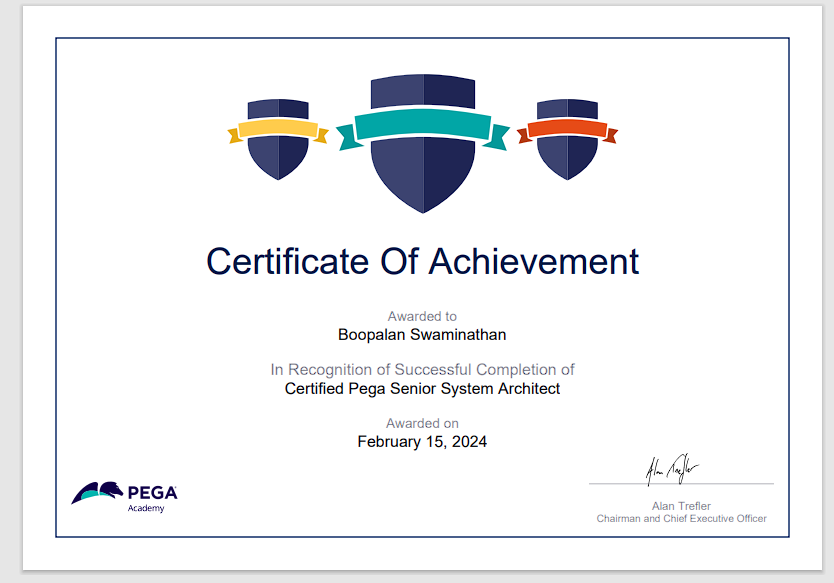 Certificate Of Achievement
Awarded to
Boopalan Swaminathan
In Recognition of Successful Completion of
Certified Pega Senior System Architect
Awarded on
February 15, 2024
Alan Trefler
PEGA
Academy
Alan Trefler
Chairman and Chief Executive Officer